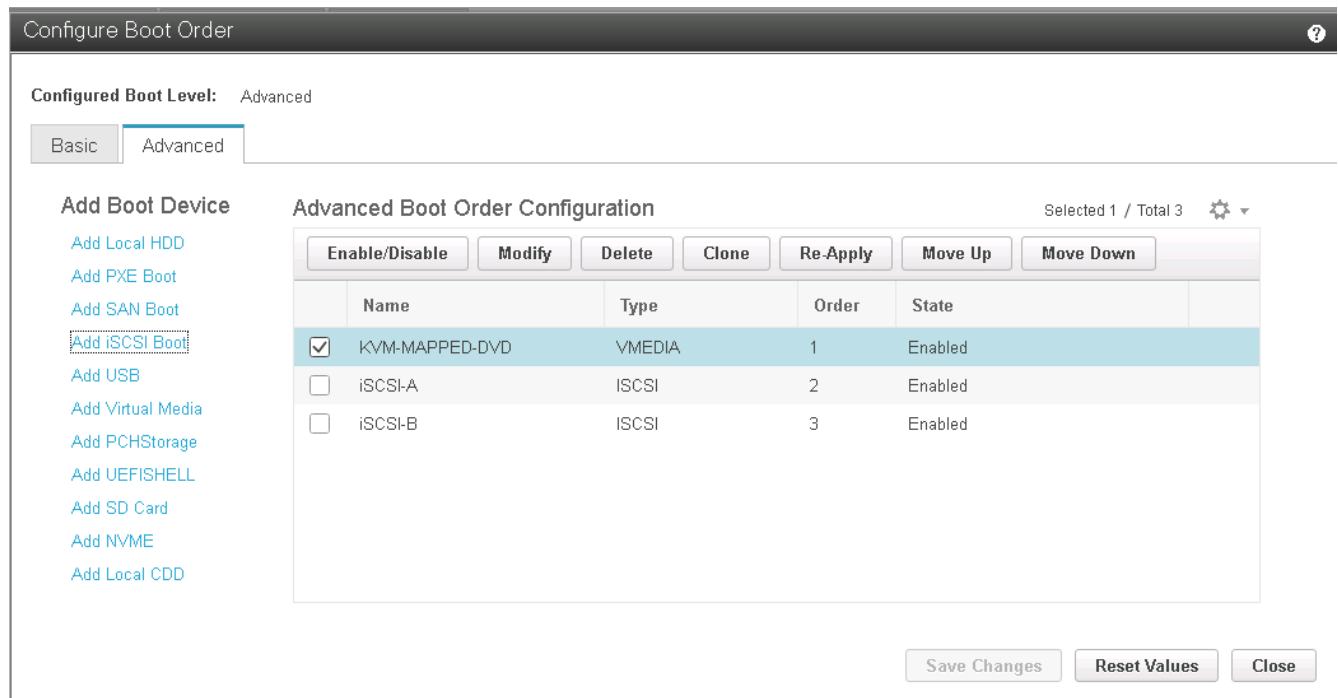 Configure Boot Order
Configured Boot Level: Advanced
Basic Advanced
Add Boot Device
Add Local HDD
Add PXE Boot
Add SAN Boot
Add iSCSI Boot
Add USB
Add Virtual Media
Add PCHStorage
Add UEFISHELL
Add SD Card
Add NVME
Add Local CDD
Advanced Boot Order Configuration
Selected 1 / Total 3
Enable/Disable Modify Delete Clone Re-Apply Move Up Move Down
Name Type Order State
KVM-MAPPED-DVD VMEDIA 1 Enabled
iSCSI-A ISCSI 2 Enabled
iSCSI-B ISCSI 3 Enabled
Save Changes Reset Values Close